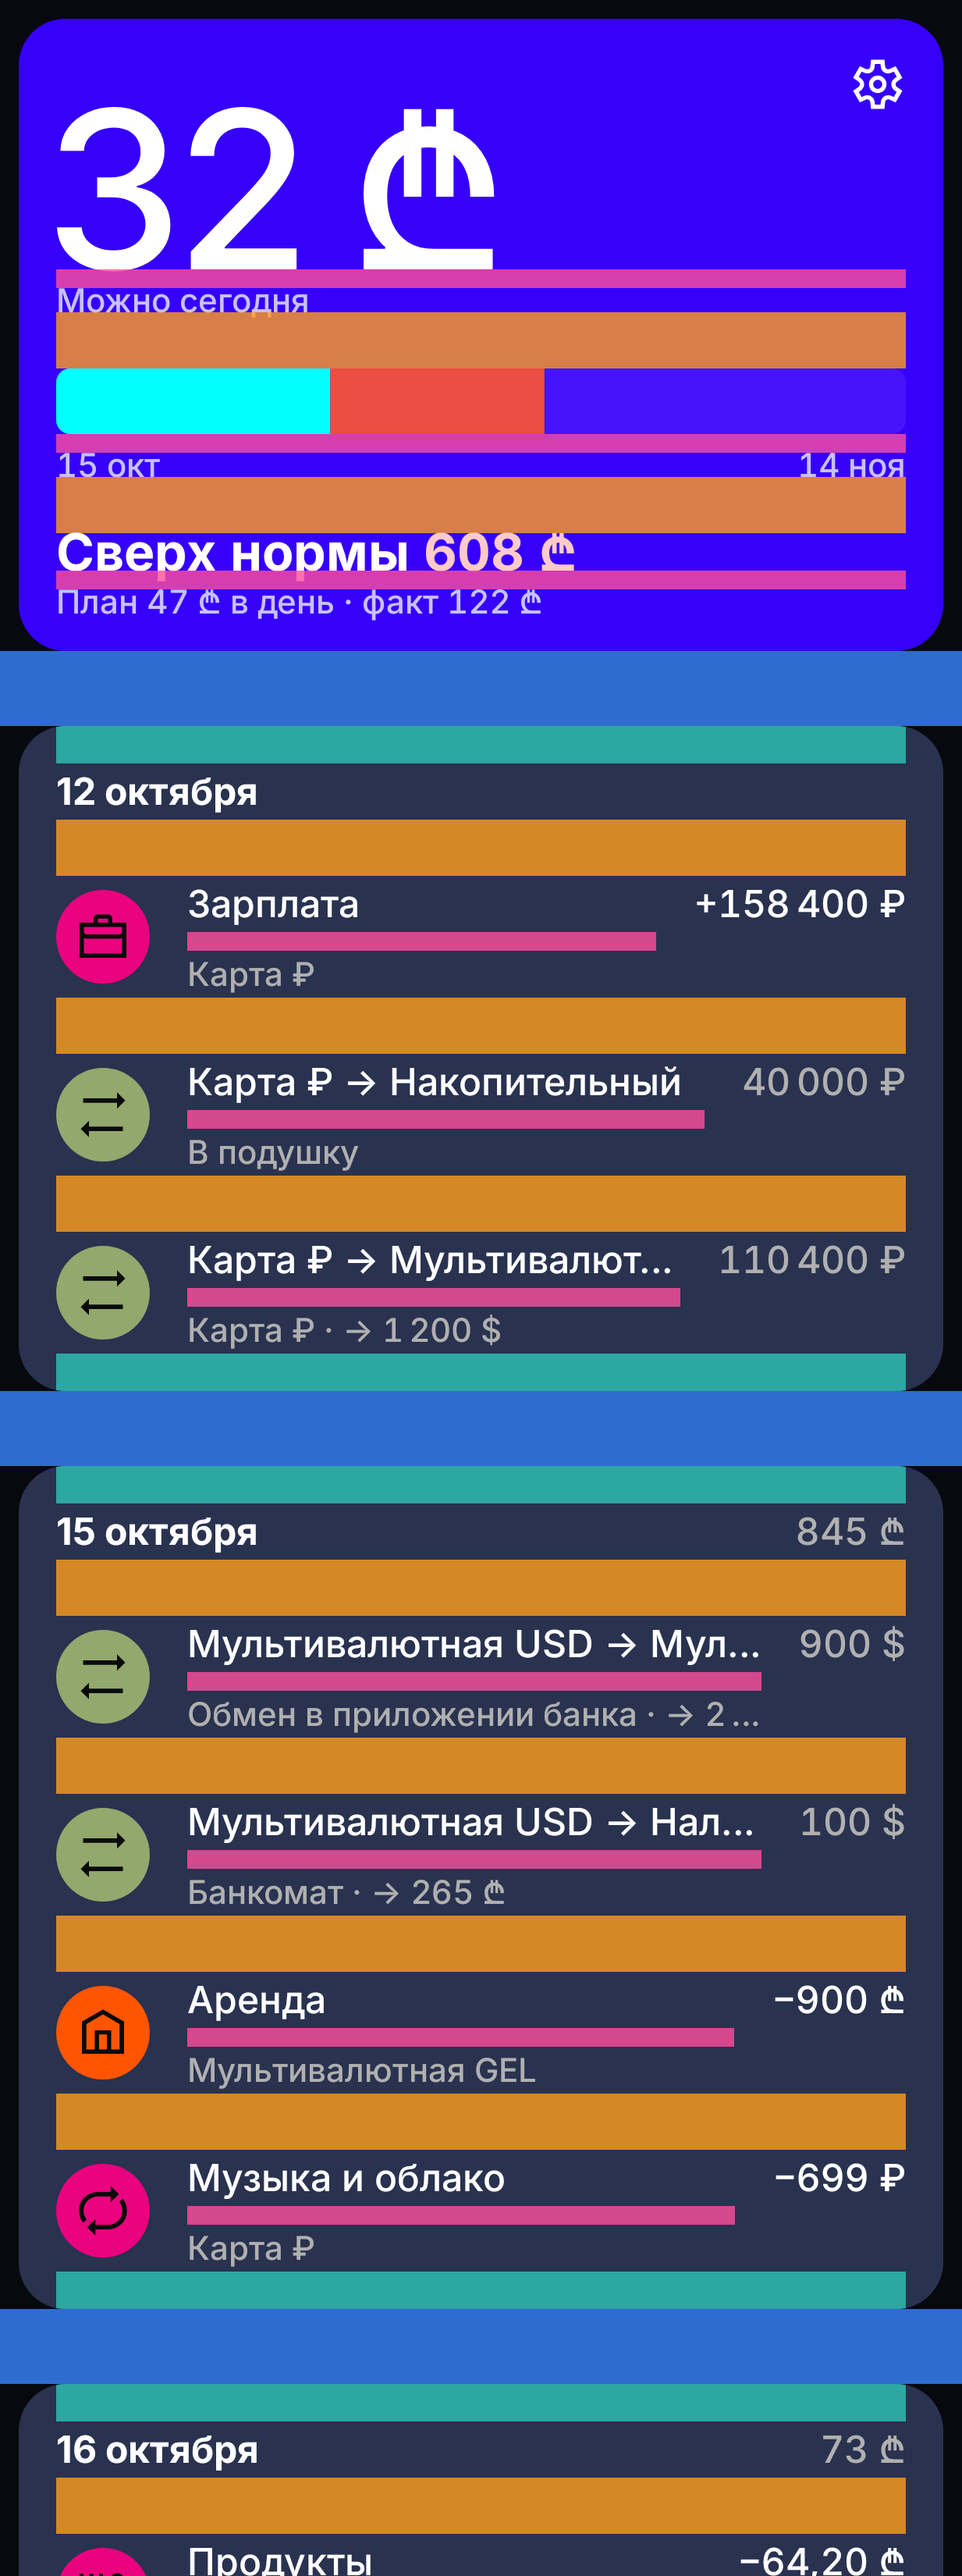 32 ₾
Можно сегодня
15 окт 14 ноя
Сверх нормы 608 ₾
План 47 ₾ в день · факт 122 ₾
12 октября
Зарплата +158 400 ₽
Карта ₽
Карта ₽ → Накопительный 40 000 ₽
В подушку
Карта ₽ → Мультивалют... 110 400 ₽
Карта ₽ · → 1 200 $
15 октября 845 ₾
Мультивалютная USD → Мул... 900 $
Обмен в приложении банка · → 2 ...
Мультивалютная USD → Нал... 100 $
Банкомат · → 265 ₾
Аренда −900 ₾
Мультивалютная GEL
Музыка и облако −699 ₽
Карта ₽
16 октября 73 ₾
Продукты −64,20 ₾